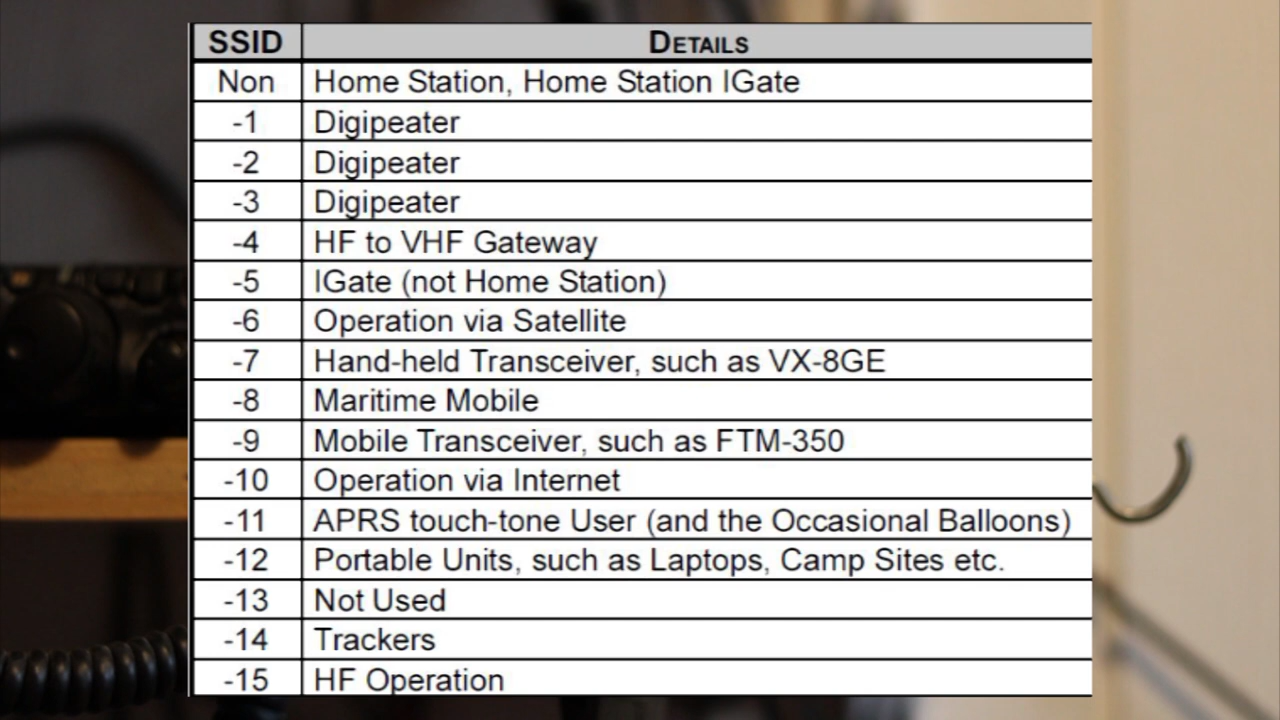 SSID DETAILS
Non Home Station, Home Station IGate
-1 Digipeater
-2 Digipeater
-3 Digipeater
-4 HF to VHF Gateway
-5 IGate (not Home Station)
-6 Operation via Satellite
-7 Hand-held Transceiver, such as VX-8GE
-8 Maritime Mobile
-9 Mobile Transceiver, such as FTM-350
-10 Operation via Internet
-11 APRS touch-tone User (and the Occasional Balloons)
-12 Portable Units, such as Laptops, Camp Sites etc.
-13 Not Used
-14 Trackers
-15 HF Operation